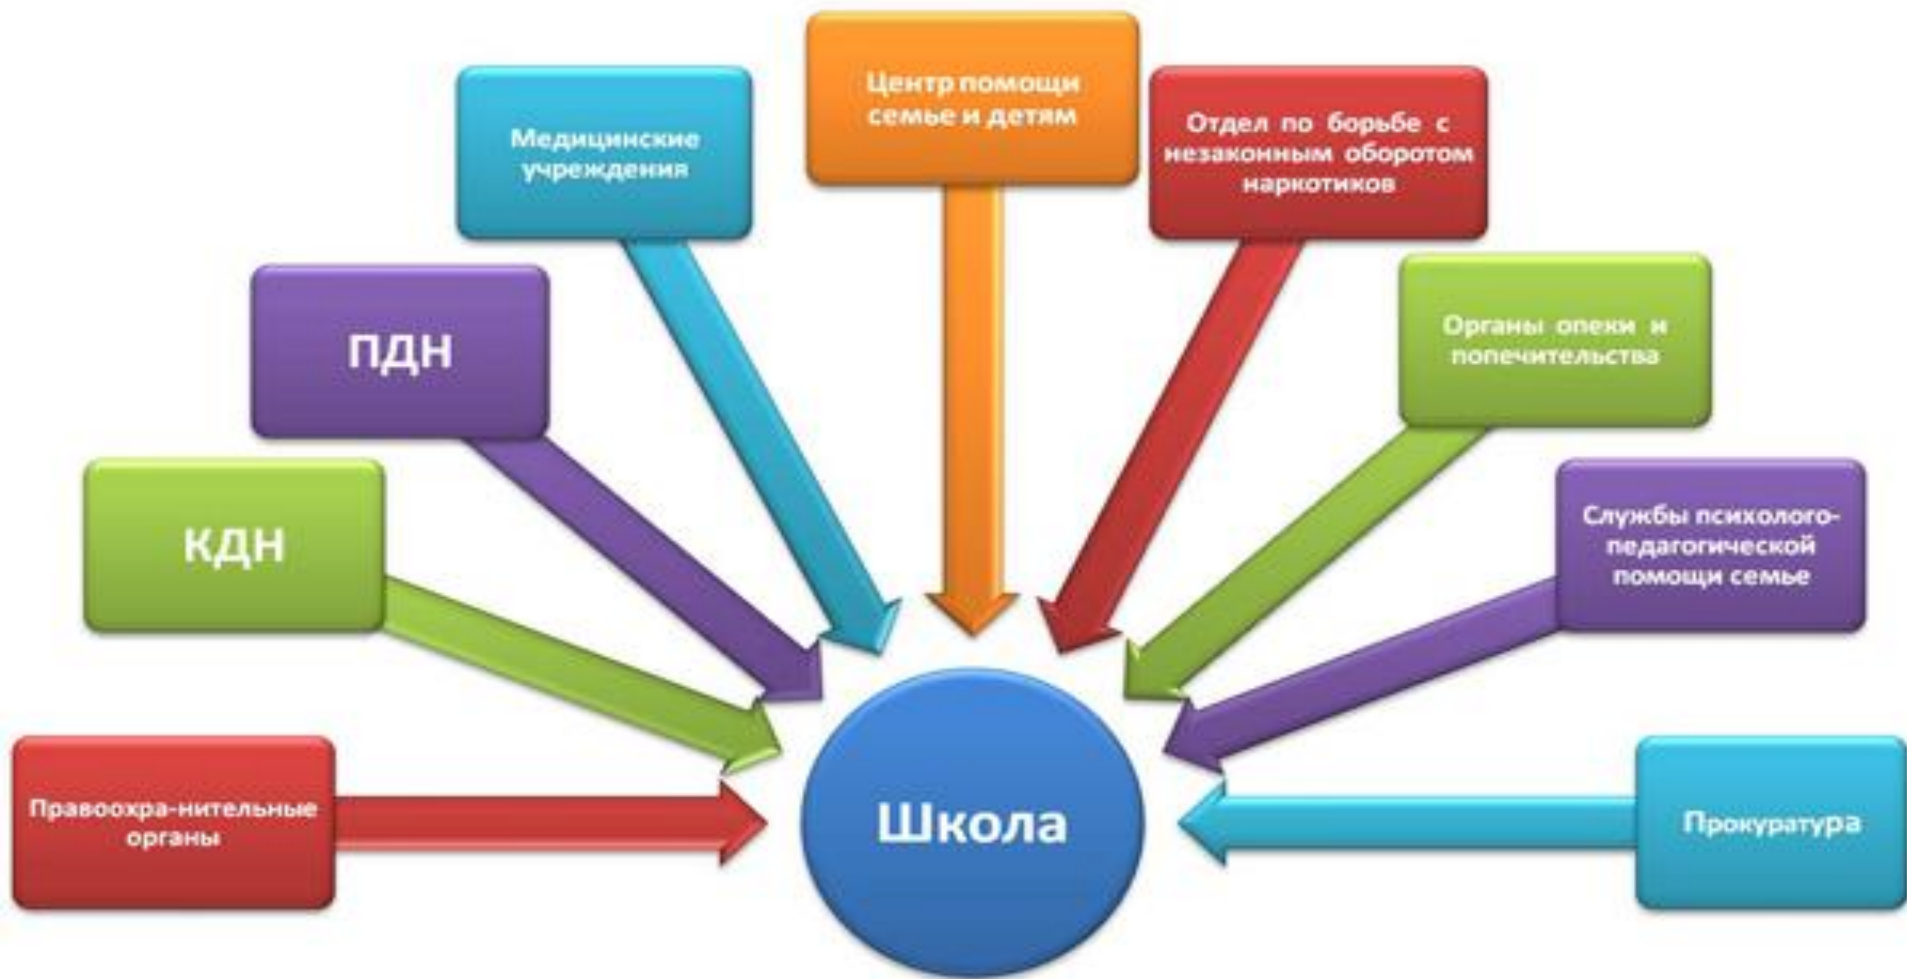 Центр помощи
семье и детям
Медицинские
учреждения
Отдел по борьбе с
незаконным оборотом
наркотиков
ПДН
Органы опеки и
попечительства
КДН
Службы психолого-
педагогической
помощи семье
Правоохра-нительные
органы
Школа
Прокуратура